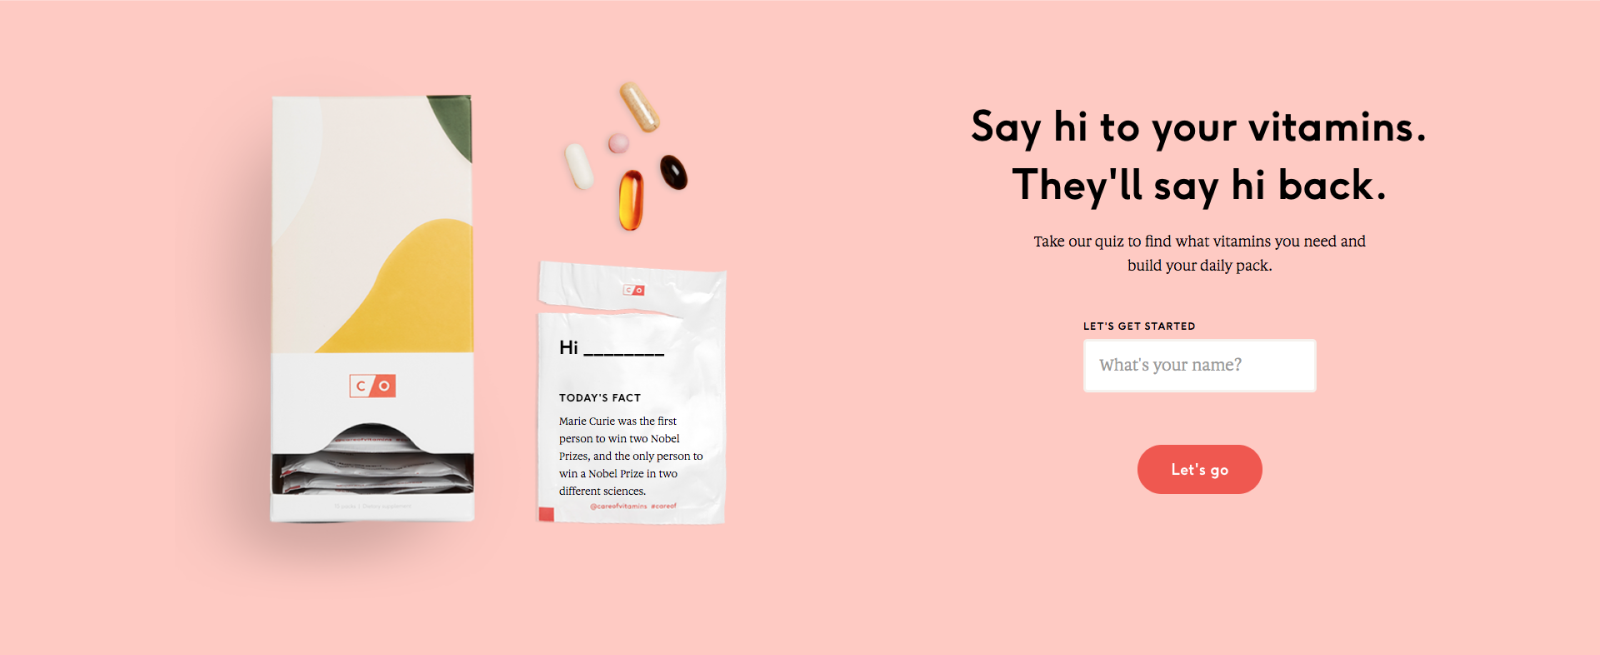 C O
C O
Hi ________
TODAY'S FACT
Marie Curie was the first
person to win two Nobel
Prizes, and the only person to
win a Nobel Prize in two
different sciences.
@careofvitamins #careof
Say hi to your vitamins.
They'll say hi back.
Take our quiz to find what vitamins you need and
build your daily pack.
LET'S GET STARTED
What's your name?
Let's go